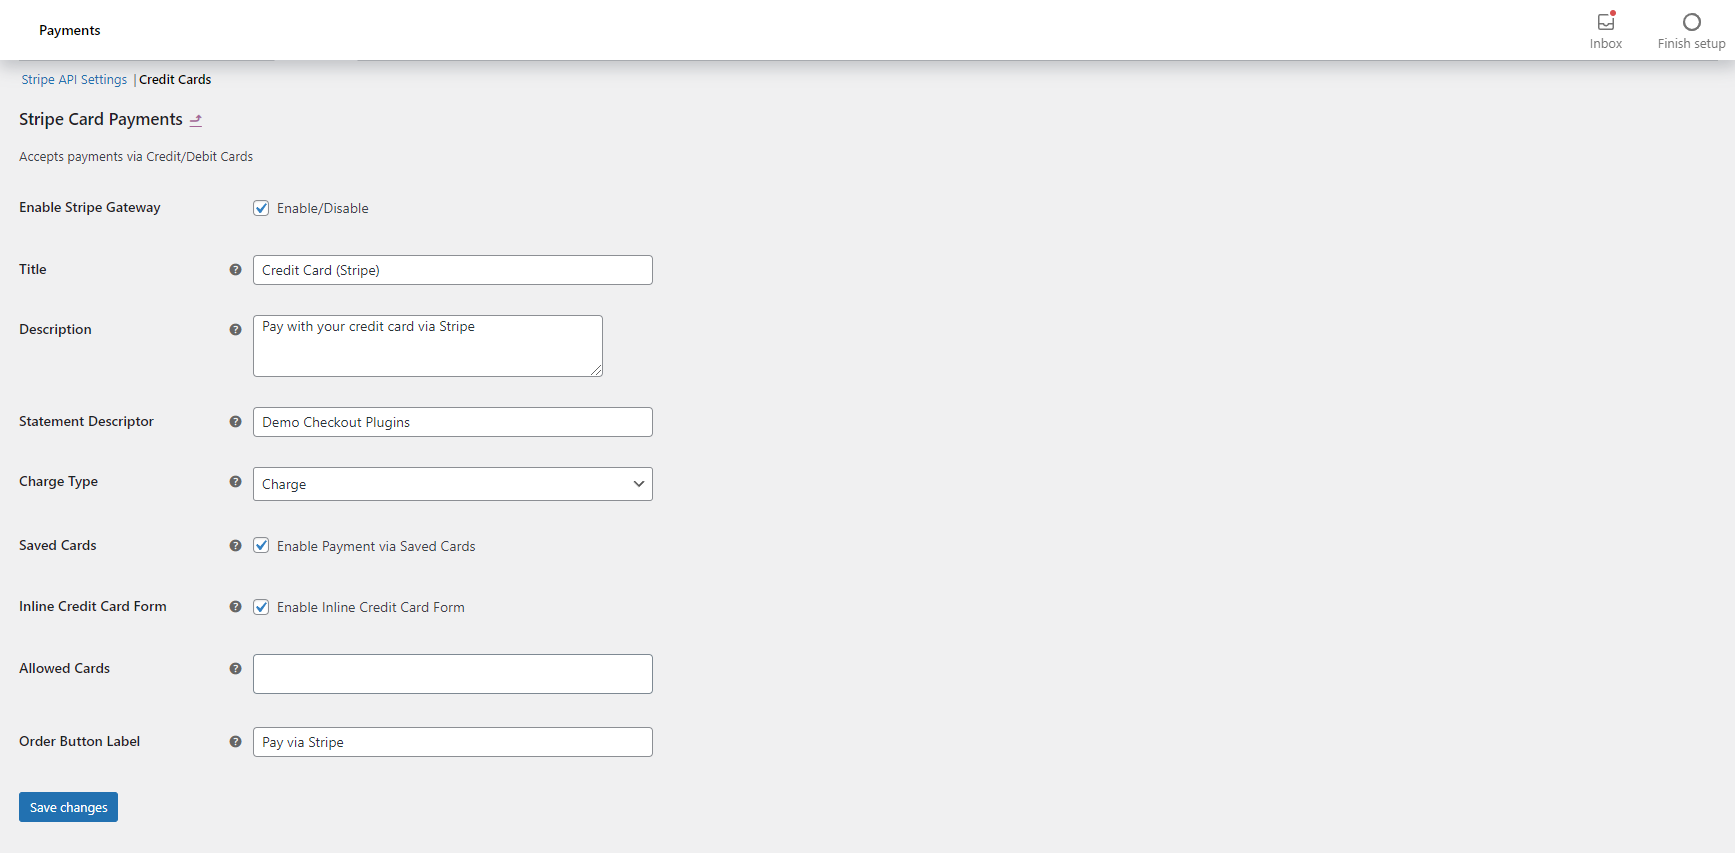 Payments
Inbox
Finish setup
Stripe API Settings | Credit Cards
Stripe Card Payments
Accepts payments via Credit/Debit Cards
Enable Stripe Gateway
Enable/Disable
Title
Credit Card (Stripe)
Description
Pay with your credit card via Stripe
Statement Descriptor
Demo Checkout Plugins
Charge Type
Charge
Saved Cards
Enable Payment via Saved Cards
Inline Credit Card Form
Enable Inline Credit Card Form
Allowed Cards
Order Button Label
Pay via Stripe
Save changes